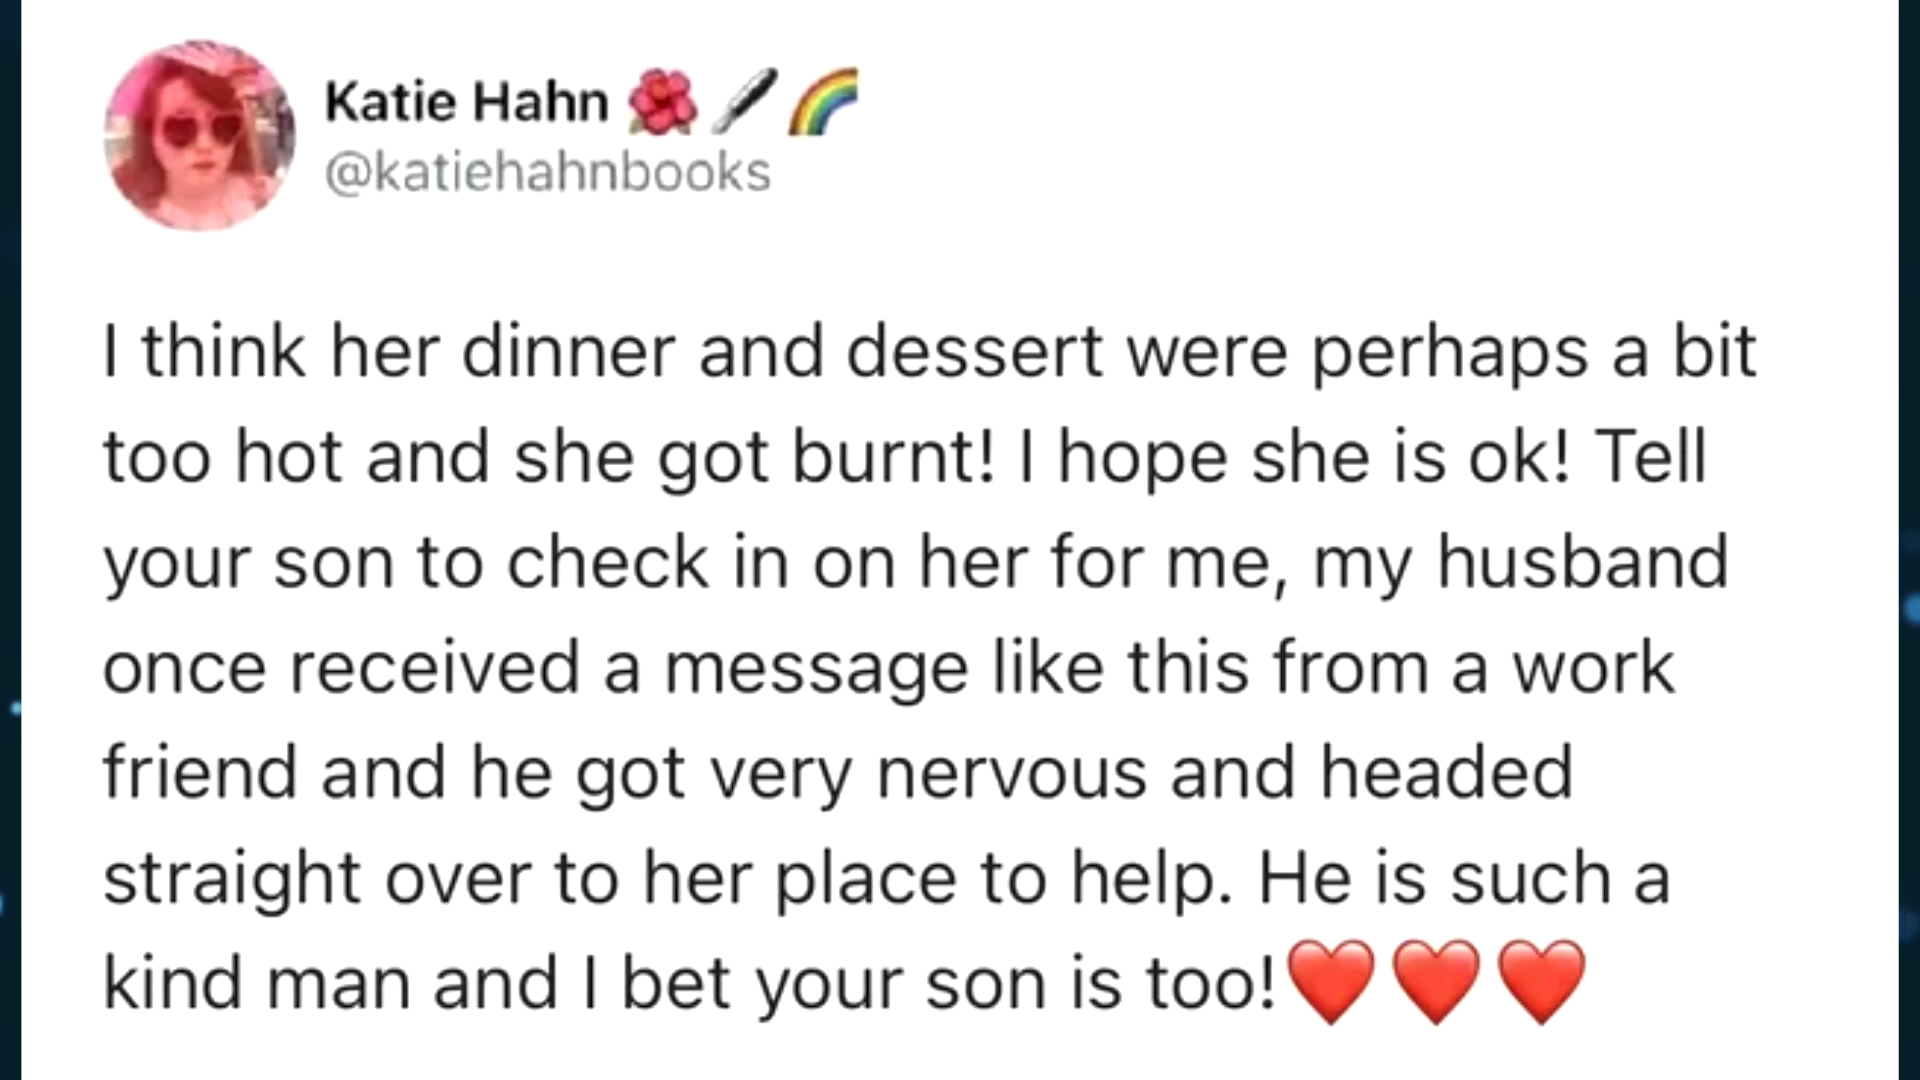 Katie Hahn 🌺🖋🌈
@katiehahnbooks
I think her dinner and dessert were perhaps a bit
too hot and she got burnt! I hope she is ok! Tell
your son to check in on her for me, my husband
once received a message like this from a work
friend and he got very nervous and headed
straight over to her place to help. He is such a
kind man and I bet your son is too!❤️❤️❤️